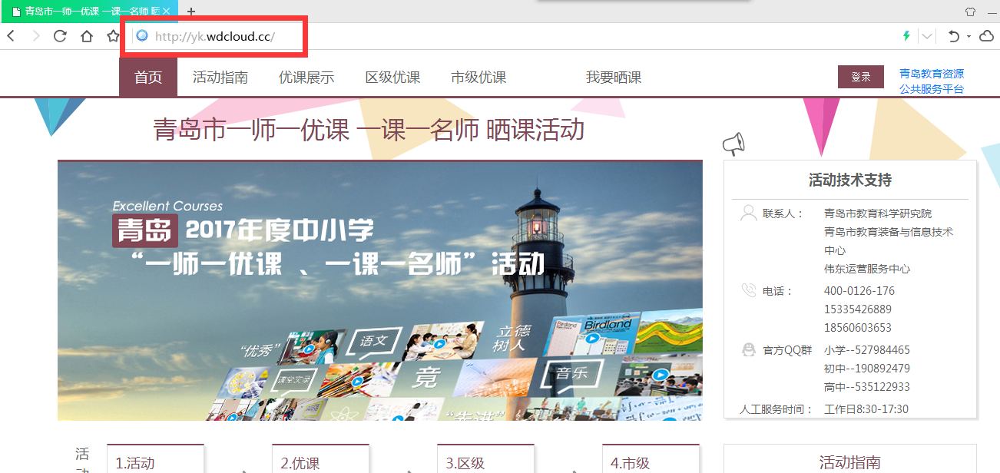 青岛市一师一优课 一课一名师 晒
http://yk.wdcloud.cc/
首页
活动指南
优课展示
区级优课
市级优课
我要晒课
登录
青岛教育资源
公共服务平台
青岛市一师一优课 一课一名师 晒课活动
Excellent Courses
青岛 2017年度中小学
“一师一优课 、一课一名师”活动
“优秀”
语文
立德
树人
Birdland
Birdland
课堂实录
竞
音乐
“先进”
活动技术支持
联系人： 青岛市教育科学研究院
青岛市教育装备与信息技术
中心
伟东运营服务中心
电话： 400-0126-176
15335426889
18560603653
官方QQ群 小学--527984465
初中--190892479
高中--535122933
人工服务时间： 工作日8:30-17:30
活
动
1.活动
2.优课
3.区级
4.市级
活动指南